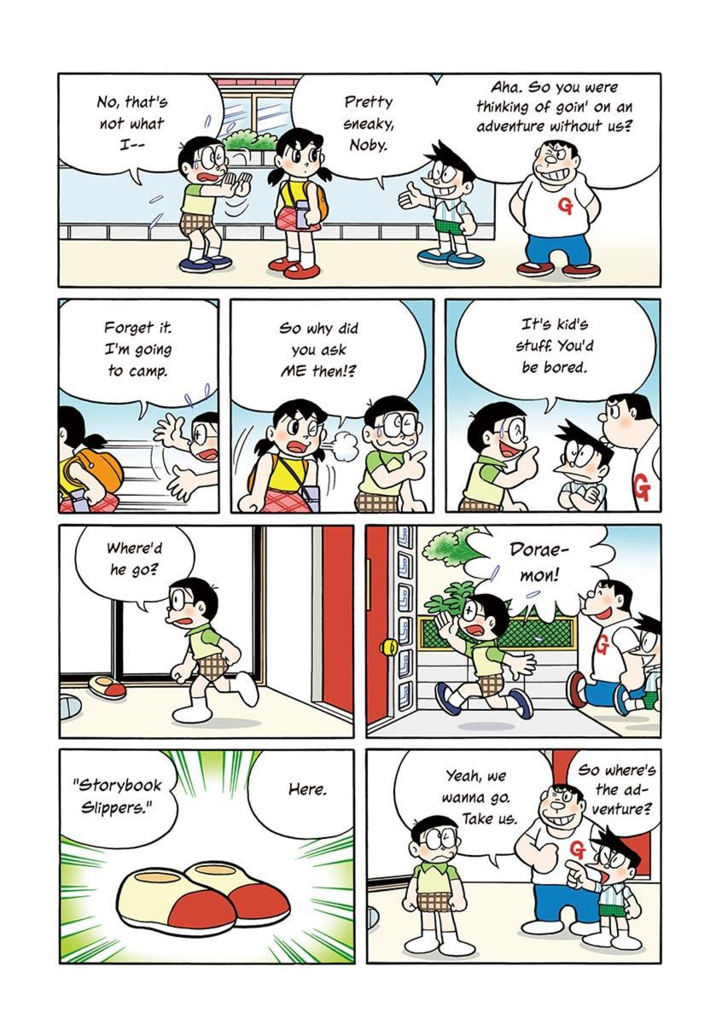 Aha. So you were
thinking of goin' on an
adventure without us?
G
Pretty
sneaky,
Noby.
No, that's
not what
I--
It's kid's
stuff. You'd
be bored.
G
So why did
you ask
ME then!?
Forget it.
I'm going
to camp.
Dorae-
mon!
G
Where'd
he go?
So where's
the ad-
venture?
G
Yeah, we
wanna go.
Take us.
Here.
"Storybook
Slippers."